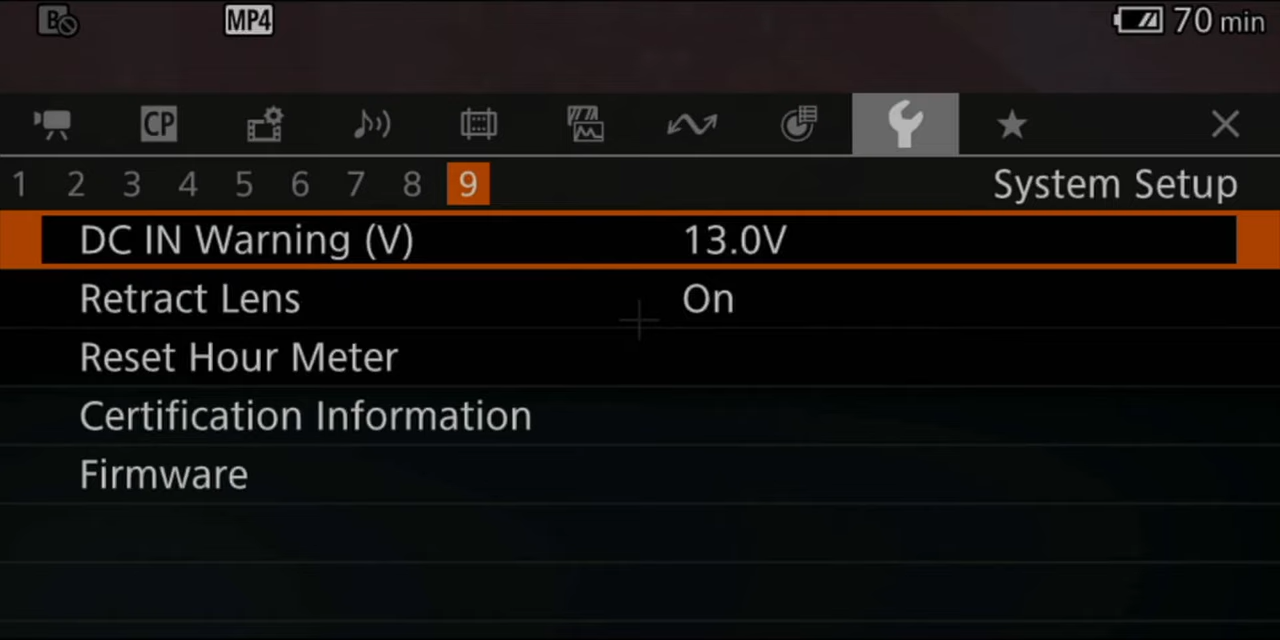 B MP4 70 min
CP
1 2 3 4 5 6 7 8 9 System Setup
DC IN Warning (V) 13.0V
Retract Lens On
Reset Hour Meter
Certification Information
Firmware